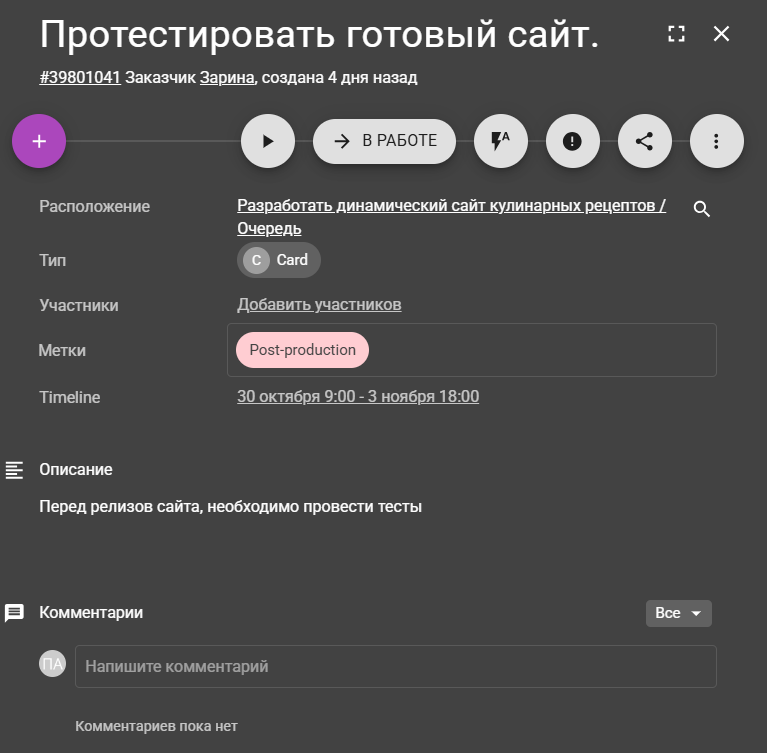 Протестировать готовый сайт.
#39801041 Заказчик Зарина, создана 4 дня назад
В РАБОТЕ
A
Расположение
Разработать динамический сайт кулинарных рецептов /
Очередь
Тип
C Card
Участники
Добавить участников
Метки
Post-production
Timeline
30 октября 9:00 - 3 ноября 18:00
Описание
Перед релизов сайта, необходимо провести тесты
Комментарии
Все
ПА
Напишите комментарий
Комментариев пока нет